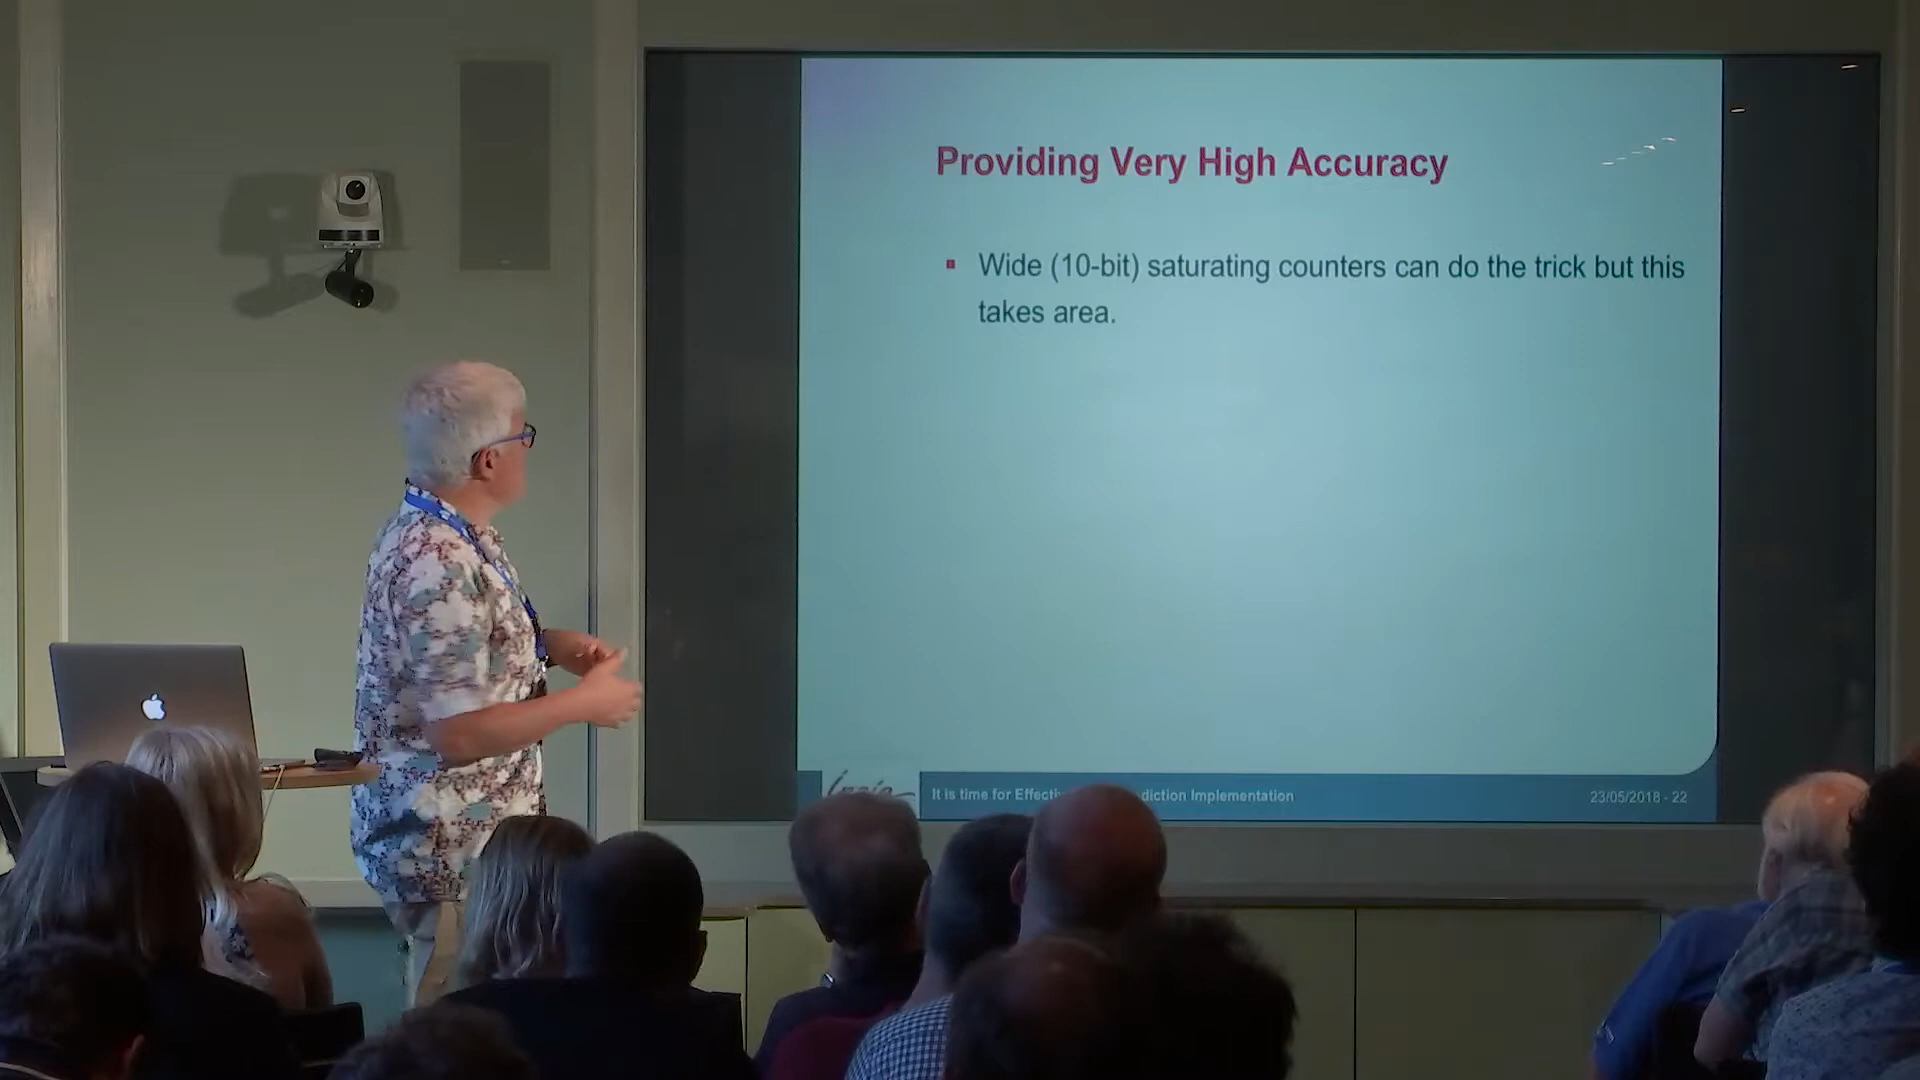 Providing Very High Accuracy
Wide (10-bit) saturating counters can do the trick but this
takes area.
It is time for diction Implementation
23/05/2018 - 22